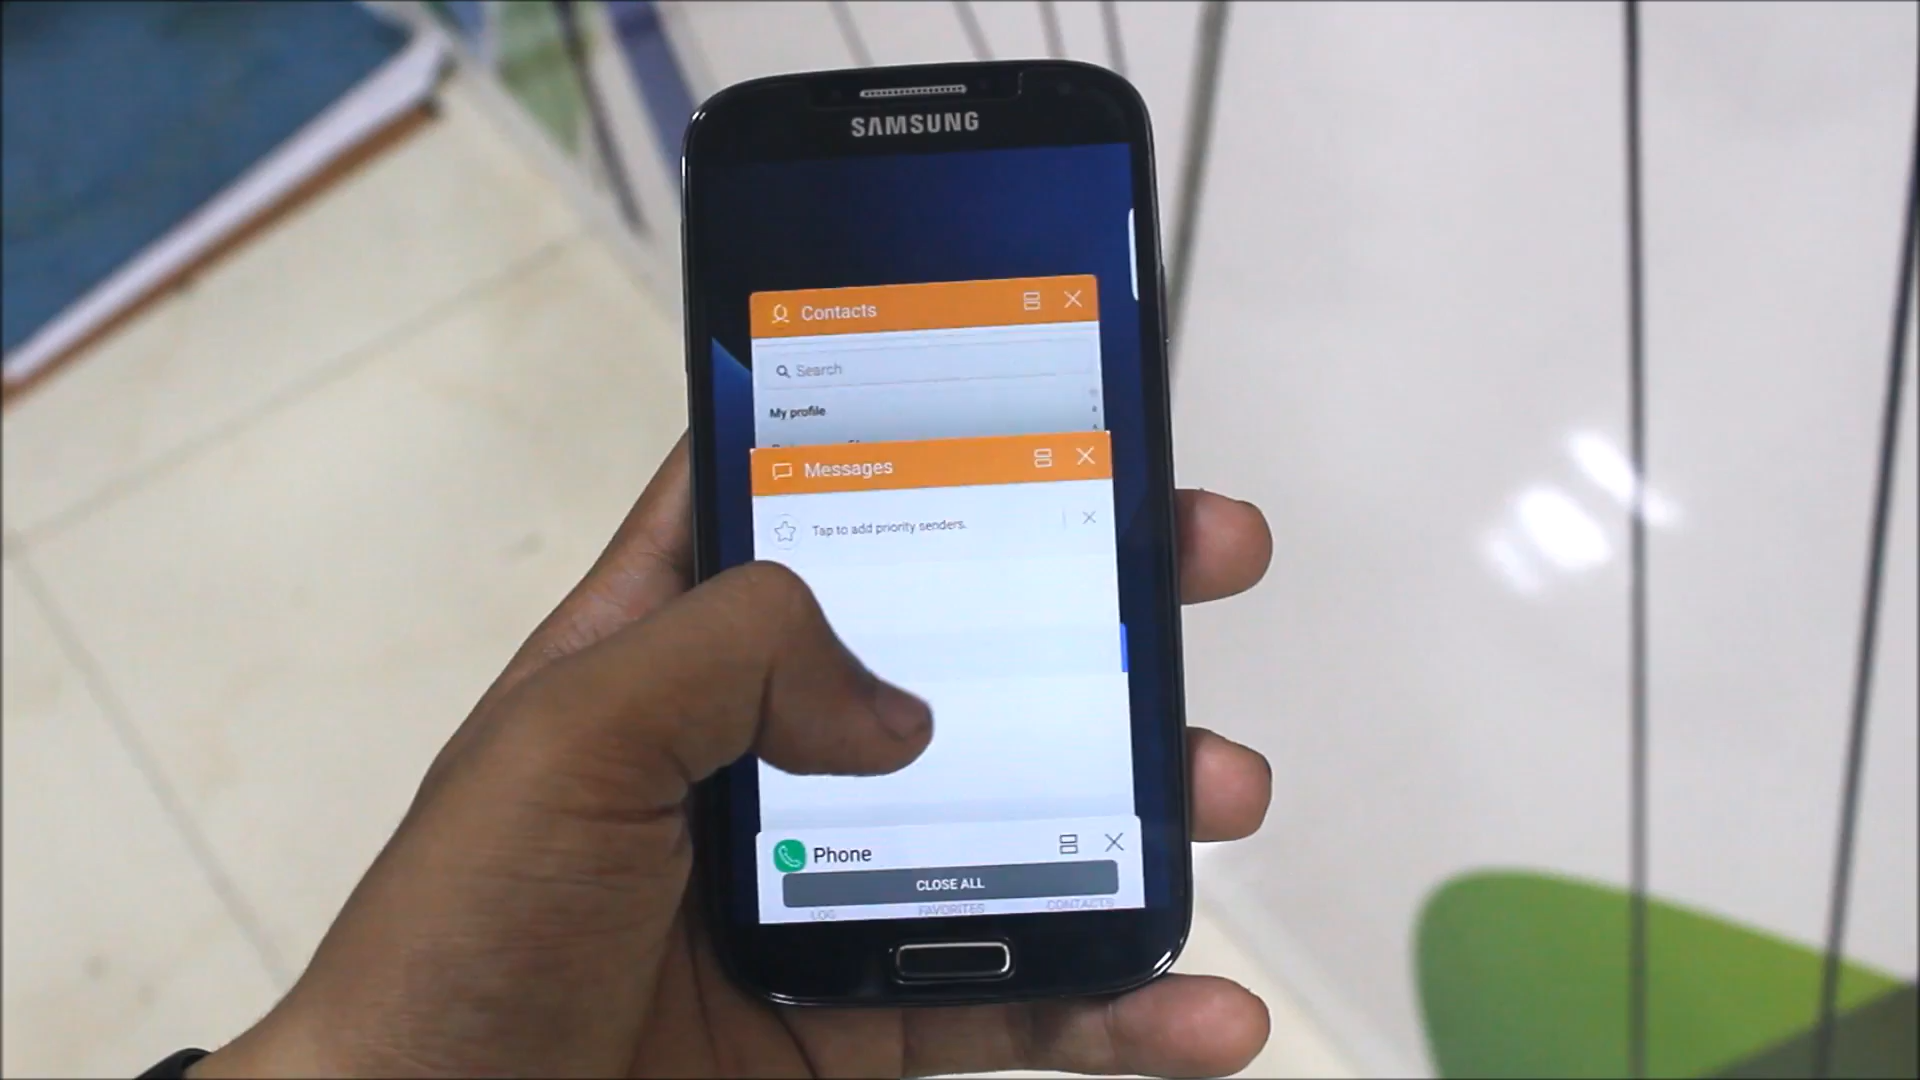 SAMSUNG
Contacts
Search
My profile
Messages
Tap to add priority senders.
Phone
CLOSE ALL
LOG FAVORITES CONTACTS